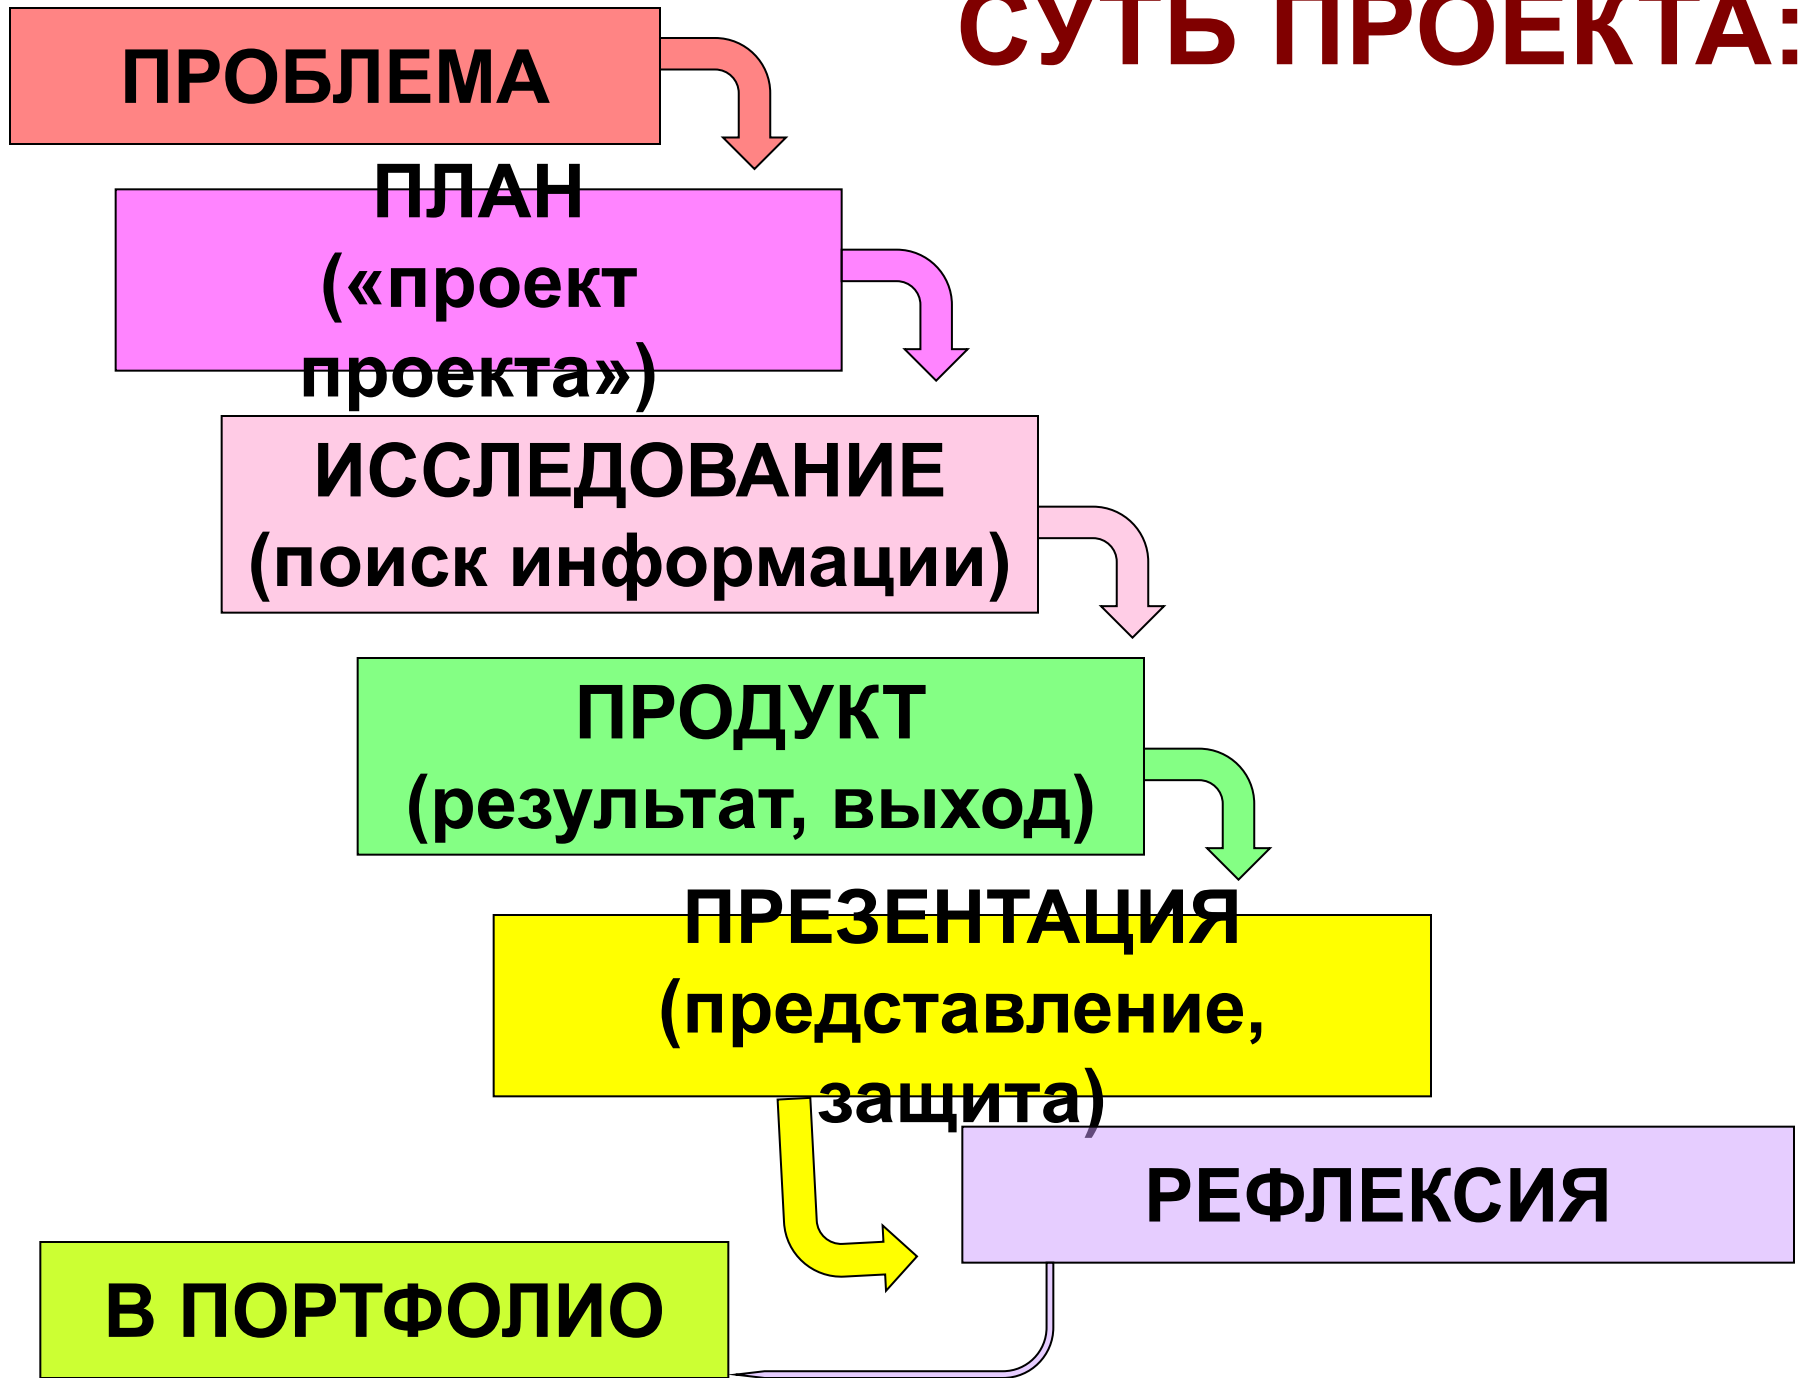 СУТЬ ПРОЕКТА:
ПРОБЛЕМА
ПЛАН
(«проект
проекта»)
ИССЛЕДОВАНИЕ
(поиск информации)
ПРОДУКТ
(результат, выход)
ПРЕЗЕНТАЦИЯ
(представление,
защита)
РЕФЛЕКСИЯ
В ПОРТФОЛИО